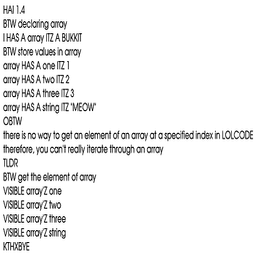 HAI 1.4
BTW declaring array
I HAS A array ITZ A BUKKIT
BTW store values in array
array HAS A one ITZ 1
array HAS A two ITZ 2
array HAS A three ITZ 3
array HAS A string ITZ "MEOW"
OBTW
there is no way to get an element of an array at a specified index in LOLCODE
therefore, you can't really iterate through an array
TLDR
BTW get the element of array
VISIBLE array'Z one
VISIBLE array'Z two
VISIBLE array'Z three
VISIBLE array'Z string
KTHXBYE